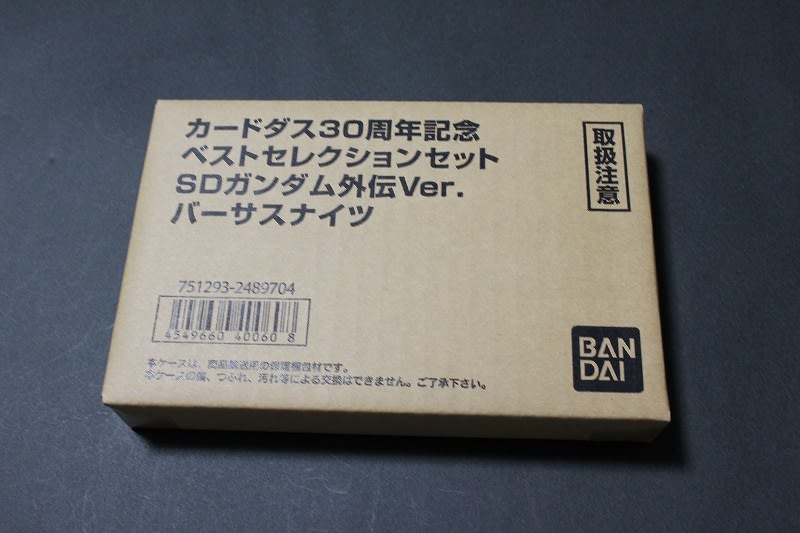 カードダス30周年記念
ベストセレクションセット
SDガンダム外伝Ver.
バーサスナイツ
取扱注意
751293-2489704
4549660 40060 8
本ケースは、商品輸送用の保護梱包材です。
本ケースの傷、つぶれ、汚れ等による交換はできません。ご了承下さい。
BAN
DAI